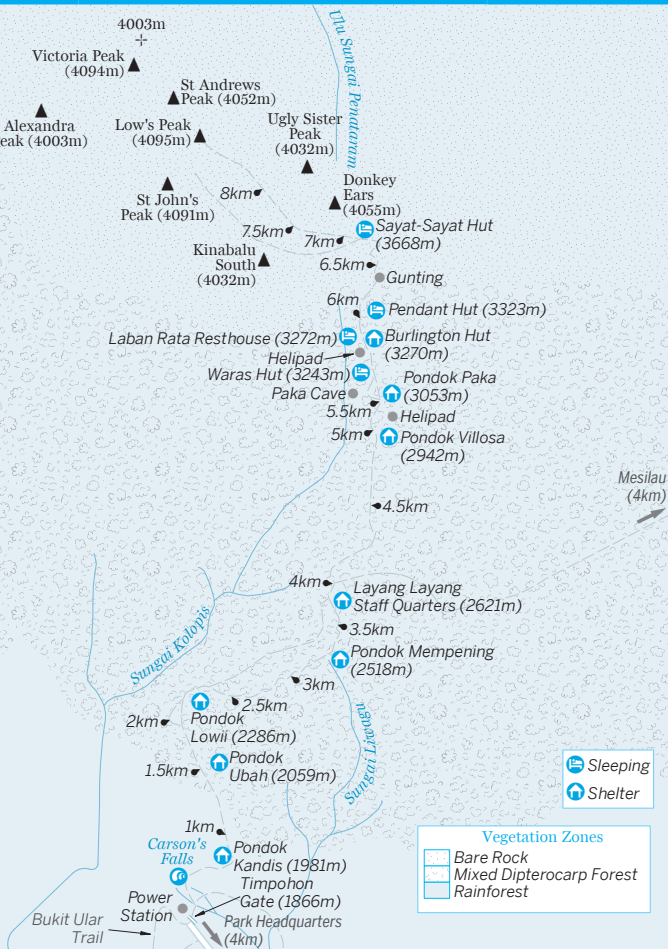 4003m
Victoria Peak
(4094m)
St Andrews
Peak (4052m)
Alexandra
eak (4003m)
Low's Peak
(4095m)
Ugly Sister
Peak
(4032m)
Ulu Sungai Penataram
St John's
Peak (4091m)
8km
Donkey
Ears
(4055m)
7.5km
7km
Sayat-Sayat Hut
(3668m)
Kinabalu
South
(4032m)
6.5km
Gunting
6km
Pendant Hut (3323m)
Laban Rata Resthouse (3272m)
Burlington Hut
(3270m)
Helipad
Waras Hut (3243m)
Pondok Paka
(3053m)
Paka Cave
5.5km
Helipad
5km
Pondok Villosa
(2942m)
Mesilau
(4km)
4.5km
4km
Layang Layang
Staff Quarters (2621m)
3.5km
Sungai Kolopis
Pondok Mempening
(2518m)
3km
2.5km
Pondok
Lowii (2286m)
2km
Sungai Liwagu
Pondok
Ubah (2059m)
1.5km
Sleeping
Shelter
1km
Carson's
Falls
Pondok
Kandis (1981m)
Timpohon
Gate (1866m)
Power
Station
Bukit Ular
Trail
Park Headquarters
(4km)
Vegetation Zones
Bare Rock
Mixed Dipterocarp Forest
Rainforest